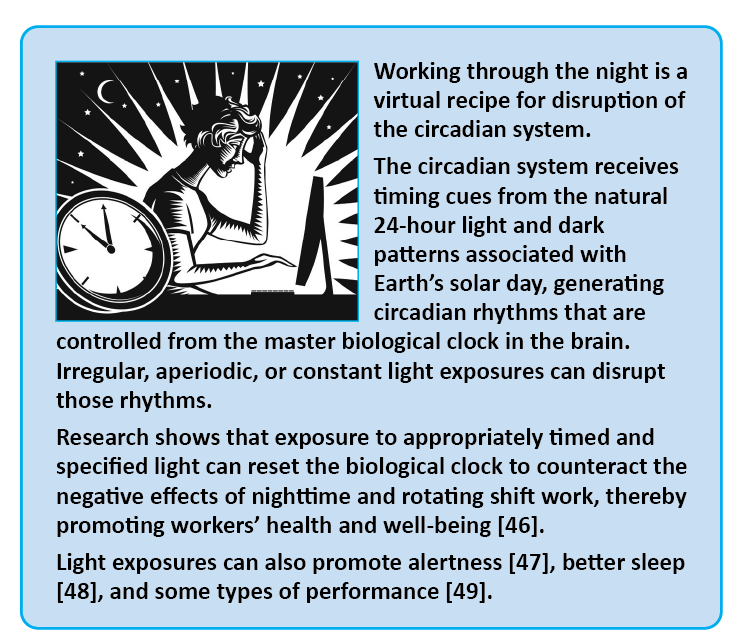 Working through the night is a
virtual recipe for disruption of
the circadian system.
The circadian system receives
timing cues from the natural
24-hour light and dark
patterns associated with
Earth’s solar day, generating
circadian rhythms that are
controlled from the master biological clock in the brain.
Irregular, aperiodic, or constant light exposures can disrupt
those rhythms.
Research shows that exposure to appropriately timed and
specified light can reset the biological clock to counteract the
negative effects of nighttime and rotating shift work, thereby
promoting workers’ health and well-being [46].
Light exposures can also promote alertness [47], better sleep
[48], and some types of performance [49].